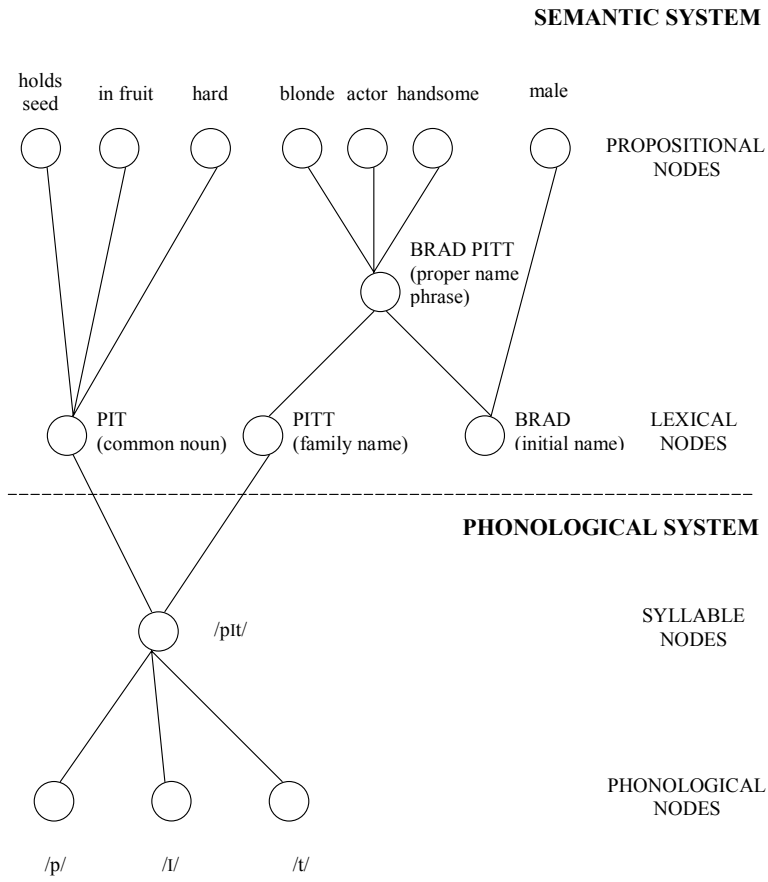 SEMANTIC SYSTEM
holds
seed
in fruit
hard
blonde
actor
handsome
male
PROPOSITIONAL
NODES
BRAD PITT
(proper name
phrase)
PIT
(common noun)
PITT
(family name)
BRAD
(initial name)
LEXICAL
NODES
PHONOLOGICAL SYSTEM
/pIt/
SYLLABLE
NODES
PHONOLOGICAL
NODES
/p/
/I/
/t/